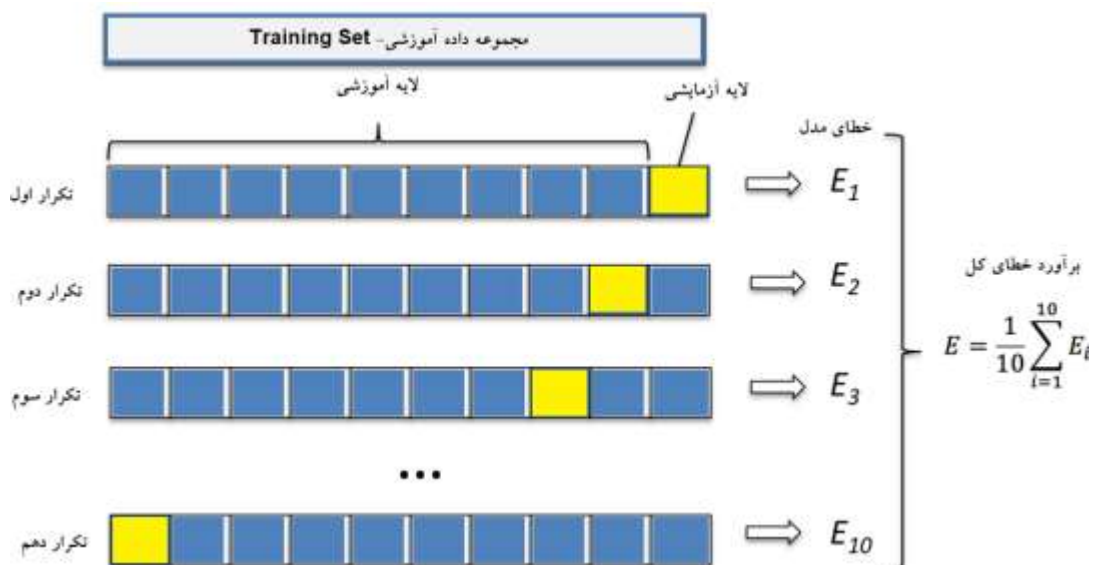 مجموعه داده آموزشی- Training Set
لایه آموزشی
لایه آزمایشی
خطای مدل
تکرار اول
E1
تکرار دوم
E2
برآورد خطای کل
E = 1/10 ∑_{i=1}^{10} E_i
تکرار سوم
E3
...
تکرار دهم
E10